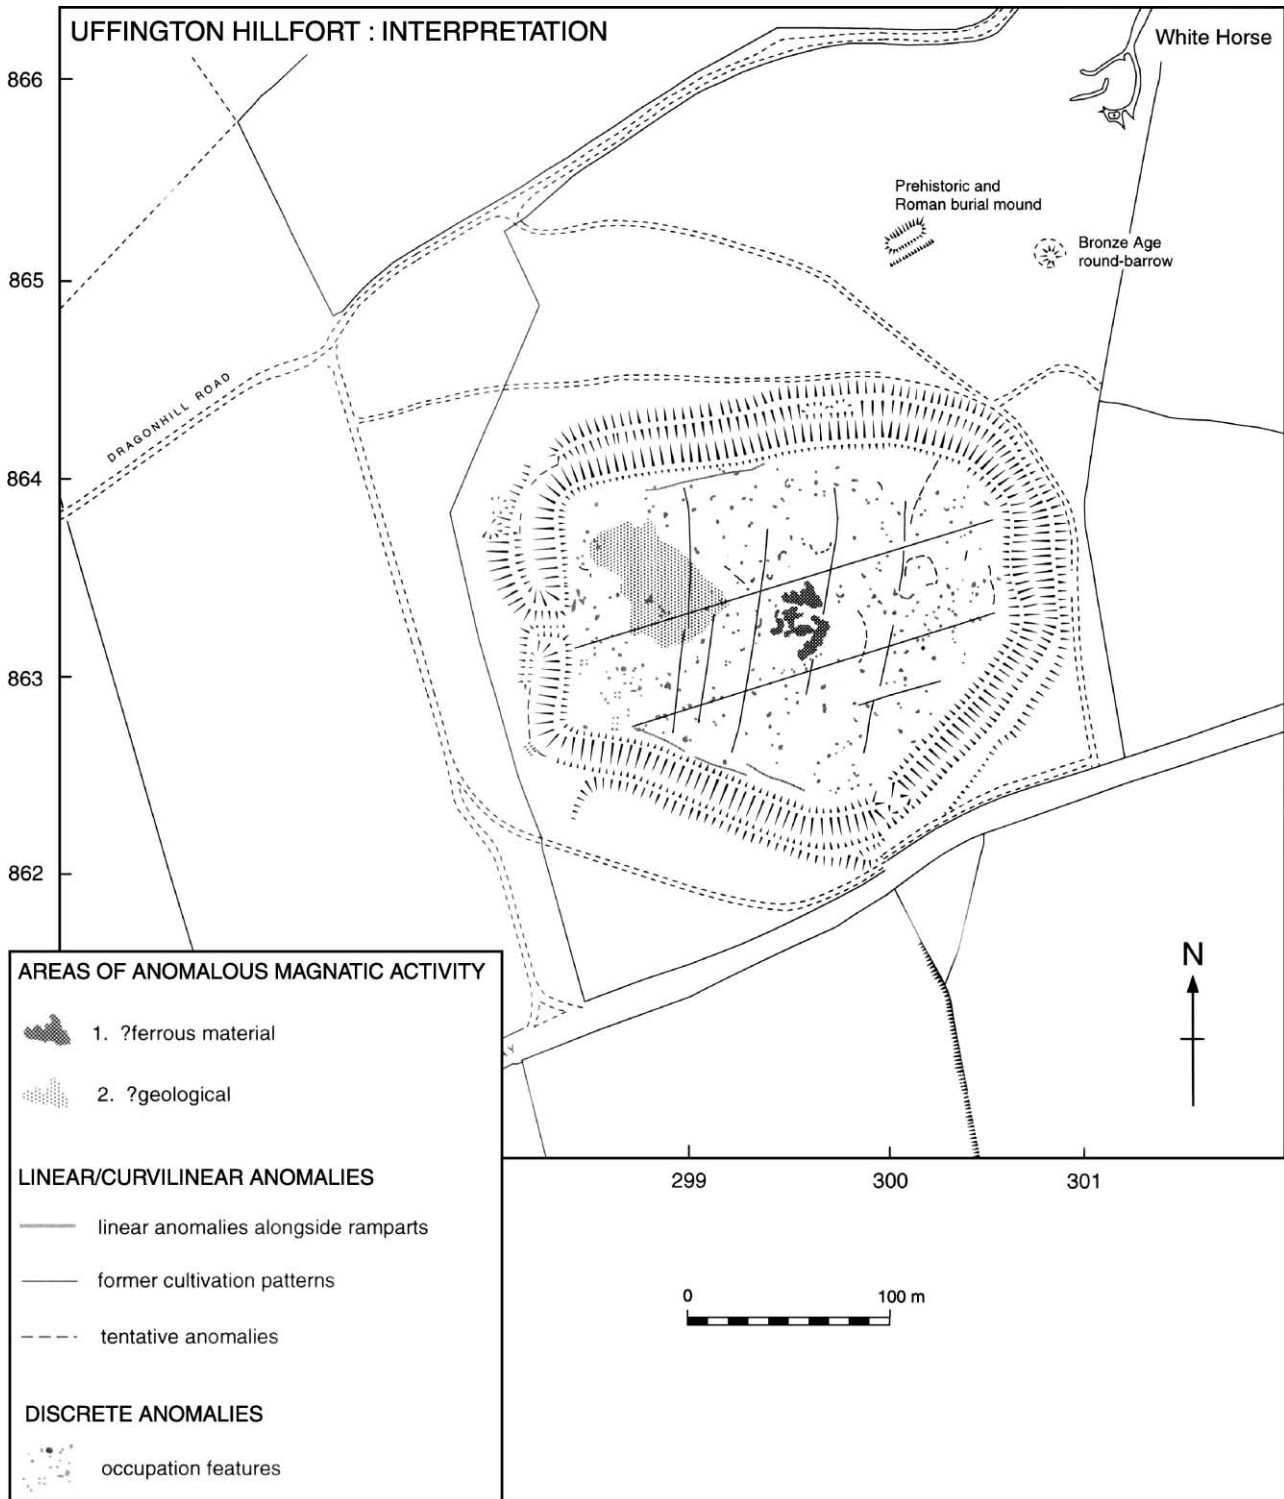 UFFINGTON HILLFORT : INTERPRETATION
White Horse
866
Prehistoric and
Roman burial mound
Bronze Age
round-barrow
865
DRAGONHILL ROAD
864
863
862
N
AREAS OF ANOMALOUS MAGNATIC ACTIVITY
1. ?ferrous material
2. ?geological
LINEAR/CURVILINEAR ANOMALIES
linear anomalies alongside ramparts
former cultivation patterns
tentative anomalies
DISCRETE ANOMALIES
occupation features
299
300
301
0
100 m